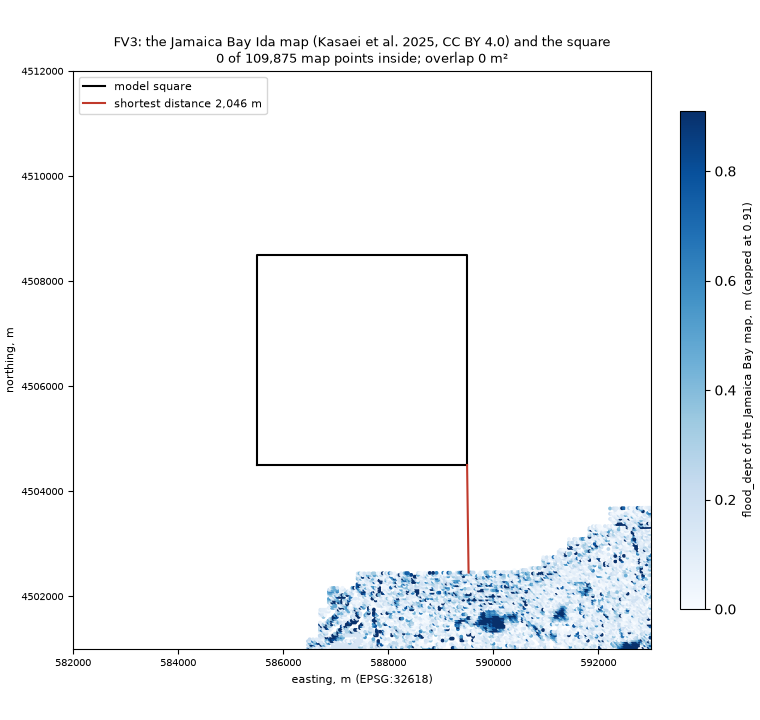 FV3: the Jamaica Bay Ida map (Kasaei et al. 2025, CC BY 4.0) and the square
0 of 109,875 map points inside; overlap 0 m²
model square
shortest distance 2,046 m
4512000
4510000
4508000
4506000
4504000
4502000
northing, m
582000
584000
586000
588000
590000
592000
easting, m (EPSG:32618)
0.8
0.6
0.4
0.2
0.0
flood_dept of the Jamaica Bay map, m (capped at 0.91)